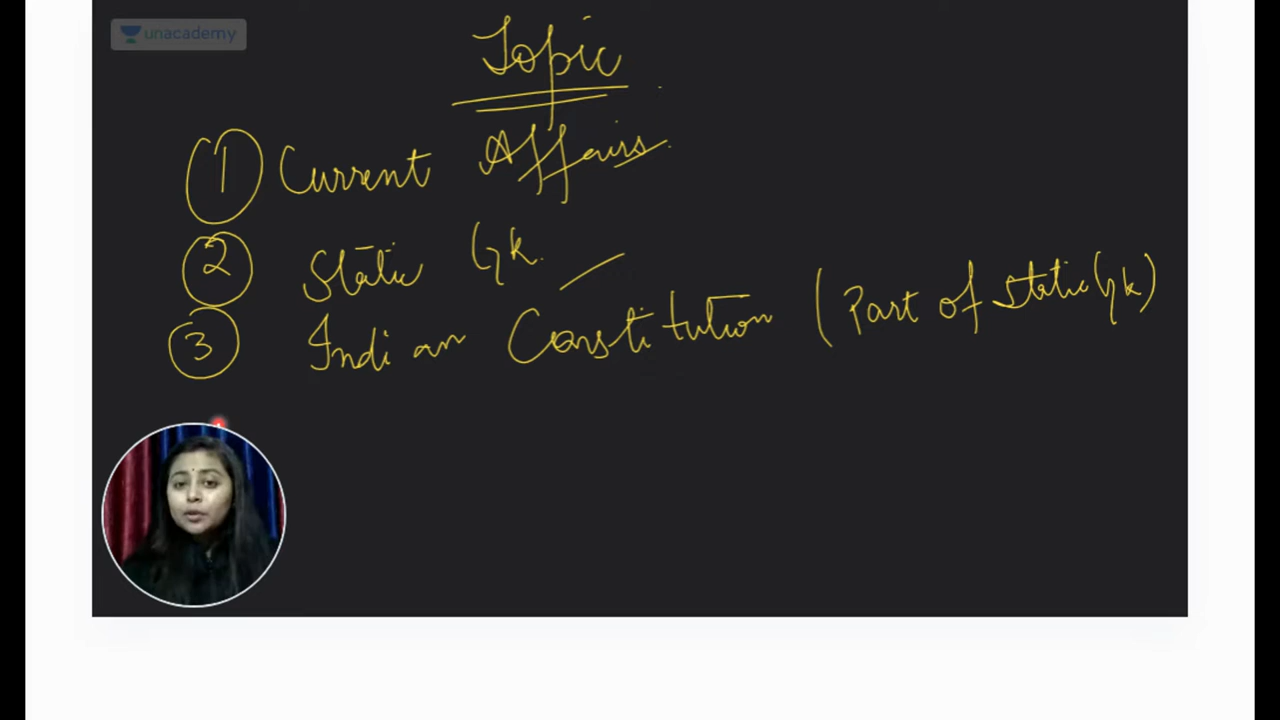 unacademy
Topic
1 Current Affairs
2 Static Gk.
3 Indian Constitution (Part of Static Gk)